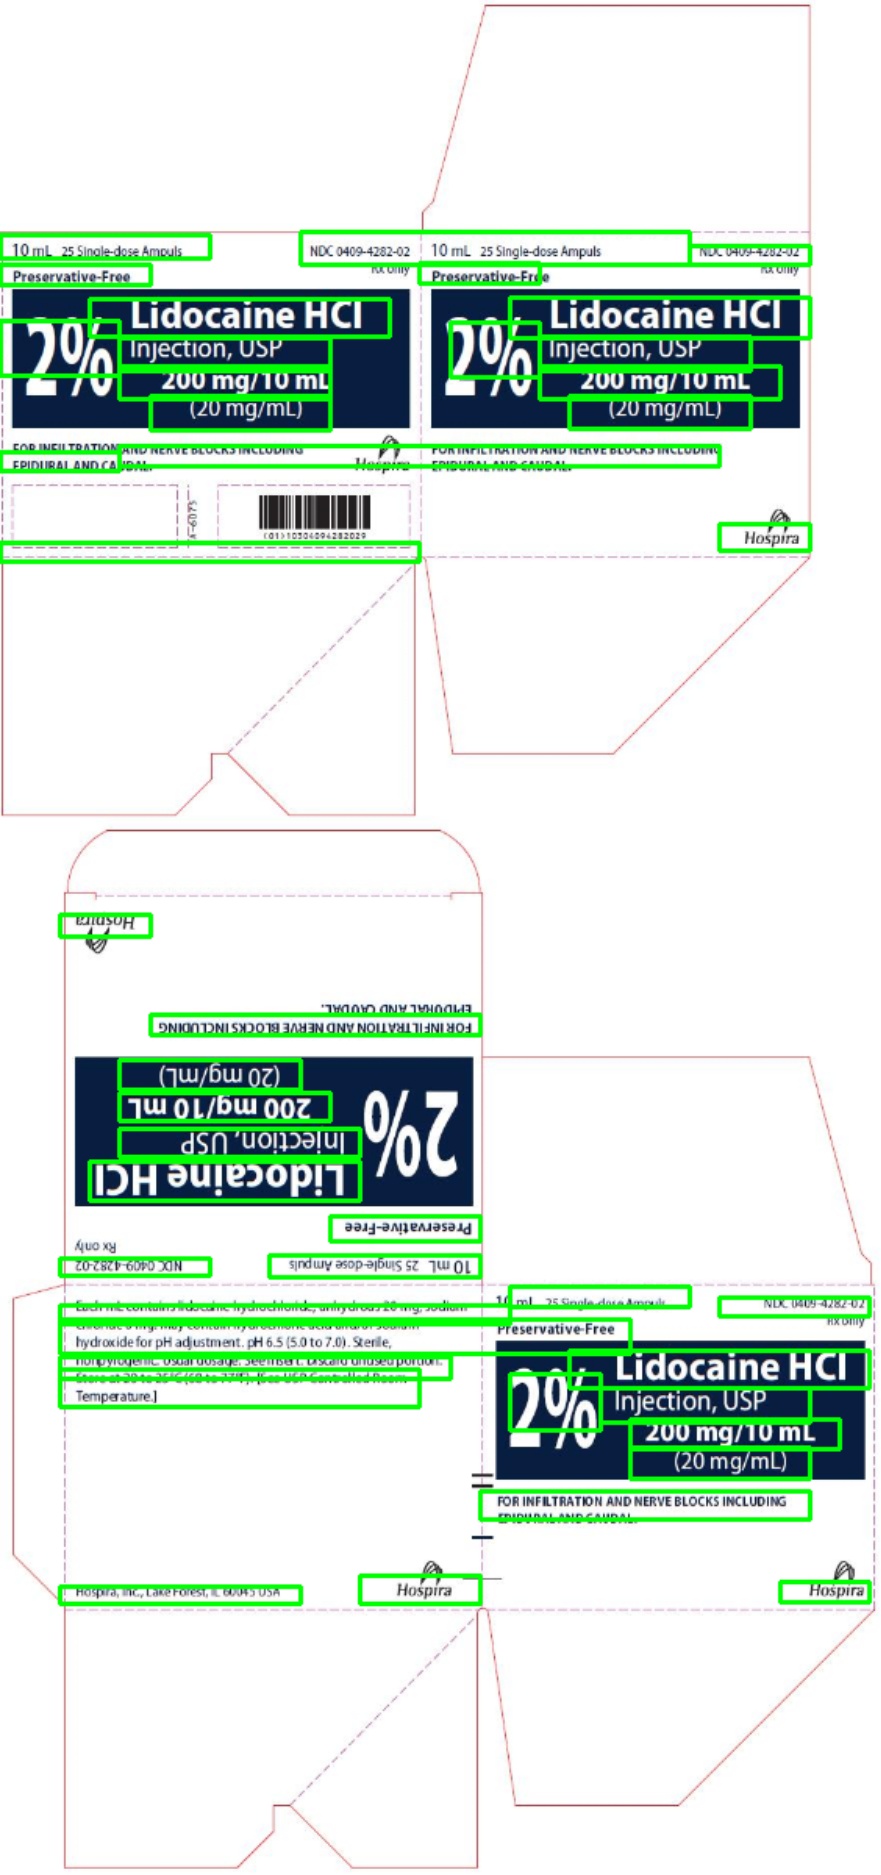 10 mL 25 Single-dose Ampuls NDC 0409-4282-02
Rx only
Preservative-Free
2% Lidocaine HCl
Injection, USP
200 mg/10 mL
(20 mg/mL)
FOR INFILTRATION AND NERVE BLOCKS INCLUDING
EPIDURAL AND CAUDAL.
Hospira
(01)10304094282029
10 mL 25 Single-dose Ampuls NDC 0409-4282-02
Rx only
Preservative-Free
2% Lidocaine HCl
Injection, USP
200 mg/10 mL
(20 mg/mL)
FOR INFILTRATION AND NERVE BLOCKS INCLUDING
EPIDURAL AND CAUDAL.
Hospira
10 mL 25 Single-dose Ampuls NDC 0409-4282-02
Rx only
Preservative-Free
2% Lidocaine HCl
Injection, USP
200 mg/10 mL
(20 mg/mL)
FOR INFILTRATION AND NERVE BLOCKS INCLUDING
EPIDURAL AND CAUDAL.
Hospira
Each mL contains lidocaine hydrochloride, anhydrous 20 mg; sodium
chloride 6 mg. May contain hydrochloric acid and/or sodium
hydroxide for pH adjustment. pH 6.5 (5.0 to 7.0). Sterile,
nonpyrogenic. Usual dosage: See insert. Discard unused portion.
Store at 20 to 25°C (68 to 77°F). [See USP Controlled Room
Temperature.]
Hospira, Inc., Lake Forest, IL 60045 USA
Hospira
10 mL 25 Single-dose Ampuls NDC 0409-4282-02
Rx only
Preservative-Free
2% Lidocaine HCl
Injection, USP
200 mg/10 mL
(20 mg/mL)
FOR INFILTRATION AND NERVE BLOCKS INCLUDING
EPIDURAL AND CAUDAL.
Hospira